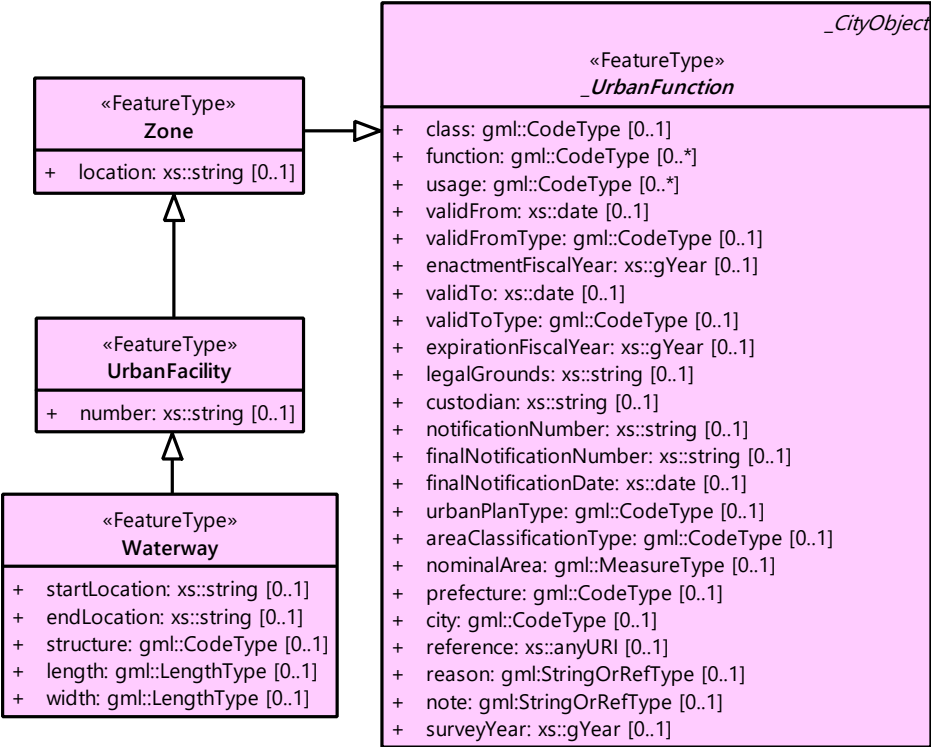 _CityObject
«FeatureType»
_UrbanFunction
+ class: gml::CodeType [0..1]
+ function: gml::CodeType [0..*]
+ usage: gml::CodeType [0..*]
+ validFrom: xs::date [0..1]
+ validFromType: gml::CodeType [0..1]
+ enactmentFiscalYear: xs::gYear [0..1]
+ validTo: xs::date [0..1]
+ validToType: gml::CodeType [0..1]
+ expirationFiscalYear: xs::gYear [0..1]
+ legalGrounds: xs::string [0..1]
+ custodian: xs::string [0..1]
+ notificationNumber: xs::string [0..1]
+ finalNotificationNumber: xs::string [0..1]
+ finalNotificationDate: xs::date [0..1]
+ urbanPlanType: gml::CodeType [0..1]
+ areaClassificationType: gml::CodeType [0..1]
+ nominalArea: gml::MeasureType [0..1]
+ prefecture: gml::CodeType [0..1]
+ city: gml::CodeType [0..1]
+ reference: xs::anyURI [0..1]
+ reason: gml:StringOrRefType [0..1]
+ note: gml:StringOrRefType [0..1]
+ surveyYear: xs::gYear [0..1]
«FeatureType»
Zone
+ location: xs::string [0..1]
«FeatureType»
UrbanFacility
+ number: xs::string [0..1]
«FeatureType»
Waterway
+ startLocation: xs::string [0..1]
+ endLocation: xs::string [0..1]
+ structure: gml::CodeType [0..1]
+ length: gml::LengthType [0..1]
+ width: gml::LengthType [0..1]